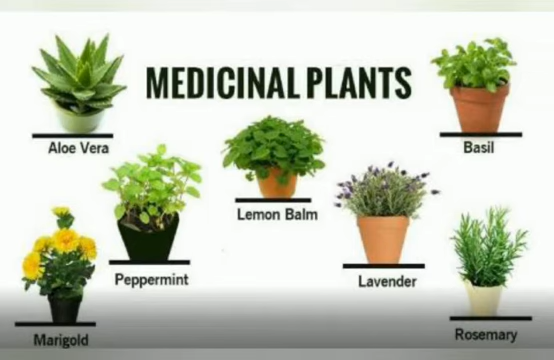 MEDICINAL PLANTS
Aloe Vera
Basil
Lemon Balm
Peppermint
Lavender
Marigold
Rosemary